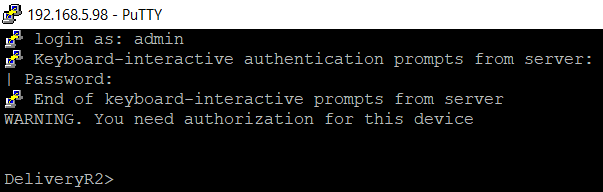 192.168.5.98 - PuTTY
login as: admin
Keyboard-interactive authentication prompts from server:
| Password:
End of keyboard-interactive prompts from server
WARNING. You need authorization for this device
DeliveryR2>